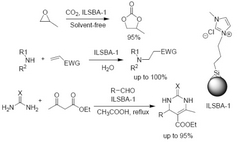 CO2, ILSBA-1
Solvent-free
O
O
O
O
95%
R1
NH
R2
+
EWG
ILSBA-1
H2O
R1
N
R2
EWG
up to 100%
X
H2N
NH2
+
O
O
OEt
R—CHO
ILSBA-1
CH3COOH, reflux
X
HN
NH
R
COOEt
up to 95%
N
Cl
N
Si
ILSBA-1